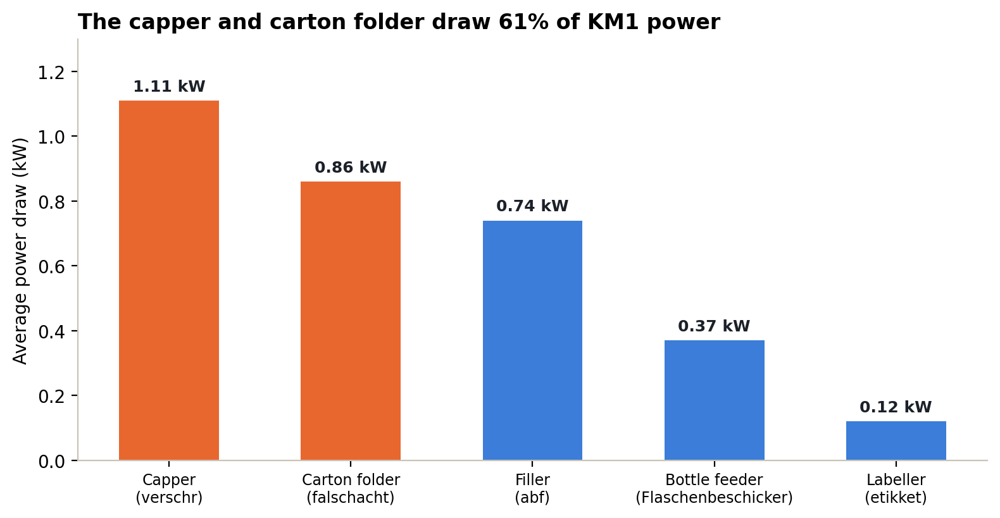 The capper and carton folder draw 61% of KM1 power
Average power draw (kW)
1.2
1.0
0.8
0.6
0.4
0.2
0.0
1.11 kW
0.86 kW
0.74 kW
0.37 kW
0.12 kW
Capper
(verschr)
Carton folder
(falschacht)
Filler
(abf)
Bottle feeder
(Flaschenbeschicker)
Labeller
(etikket)